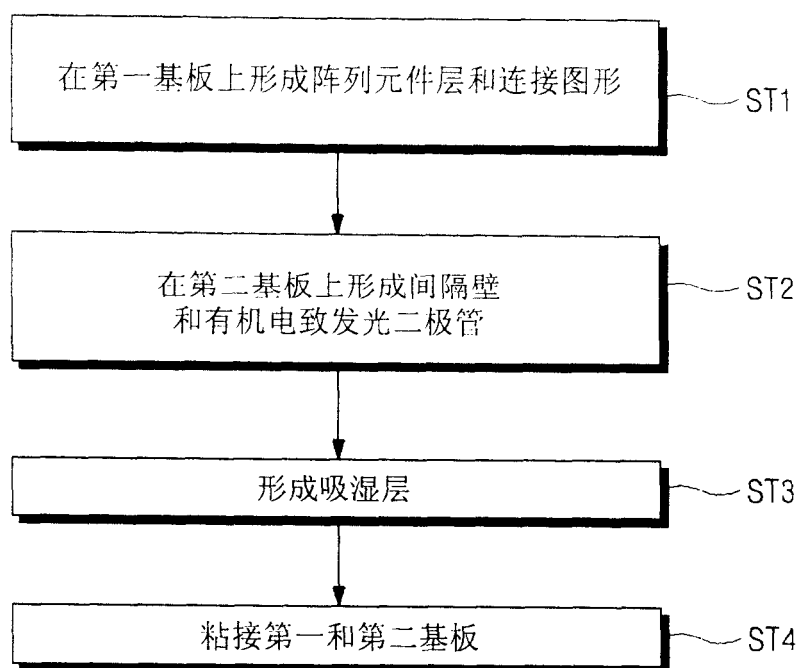 在第一基板上形成阵列元件层和连接图形
ST1
在第二基板上形成间隔壁
和有机电致发光二极管
ST2
形成吸湿层
ST3
粘接第一和第二基板
ST4